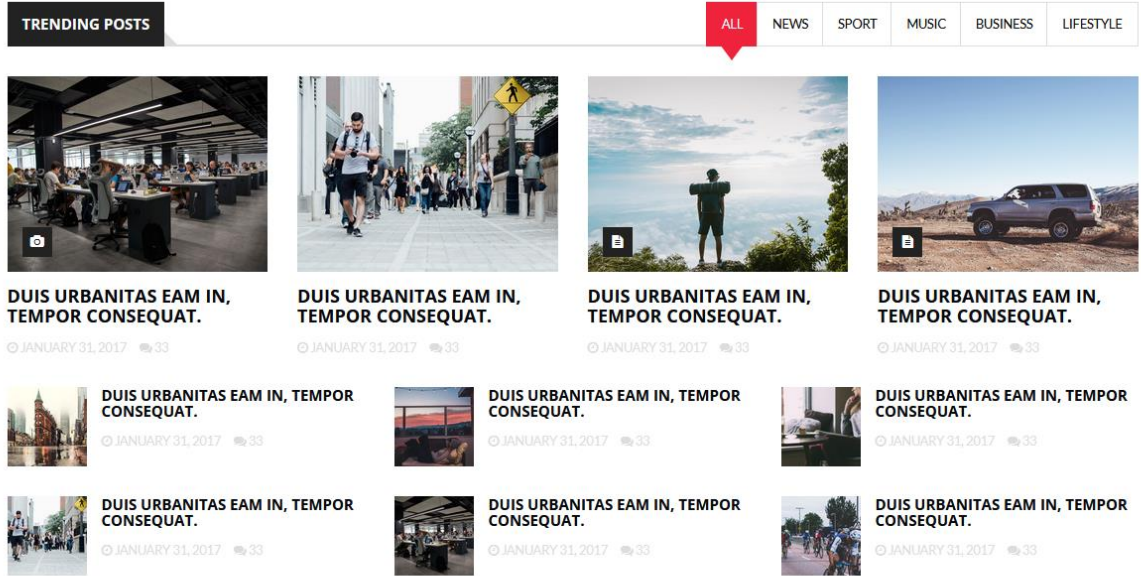 TRENDING POSTS
ALL
NEWS
SPORT
MUSIC
BUSINESS
LIFESTYLE
DUIS URBANITAS EAM IN,
TEMPOR CONSEQUAT.
JANUARY 31, 2017 33
DUIS URBANITAS EAM IN,
TEMPOR CONSEQUAT.
JANUARY 31, 2017 33
DUIS URBANITAS EAM IN,
TEMPOR CONSEQUAT.
JANUARY 31, 2017 33
DUIS URBANITAS EAM IN,
TEMPOR CONSEQUAT.
JANUARY 31, 2017 33
DUIS URBANITAS EAM IN, TEMPOR
CONSEQUAT.
JANUARY 31, 2017 33
DUIS URBANITAS EAM IN, TEMPOR
CONSEQUAT.
JANUARY 31, 2017 33
DUIS URBANITAS EAM IN, TEMPOR
CONSEQUAT.
JANUARY 31, 2017 33
DUIS URBANITAS EAM IN, TEMPOR
CONSEQUAT.
JANUARY 31, 2017 33
DUIS URBANITAS EAM IN, TEMPOR
CONSEQUAT.
JANUARY 31, 2017 33
DUIS URBANITAS EAM IN, TEMPOR
CONSEQUAT.
JANUARY 31, 2017 33